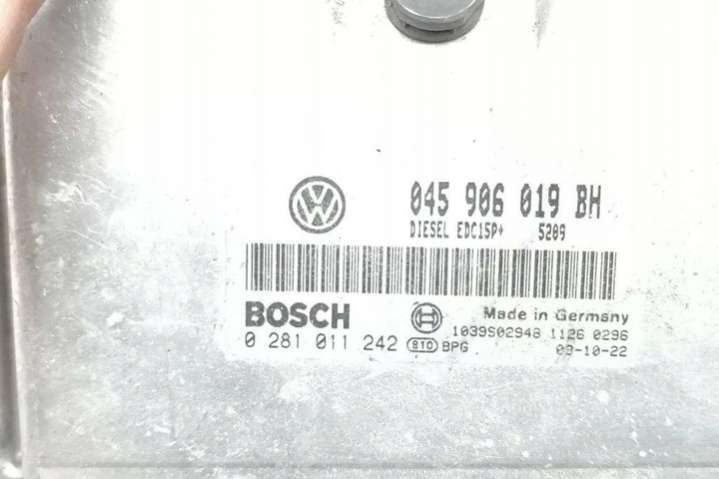 045 906 019 BH
DIESEL EDC15P+ 5209
BOSCH
Made in Germany
1039S02948 1126 0296
0 281 011 242 BTO BPG 03-10-22